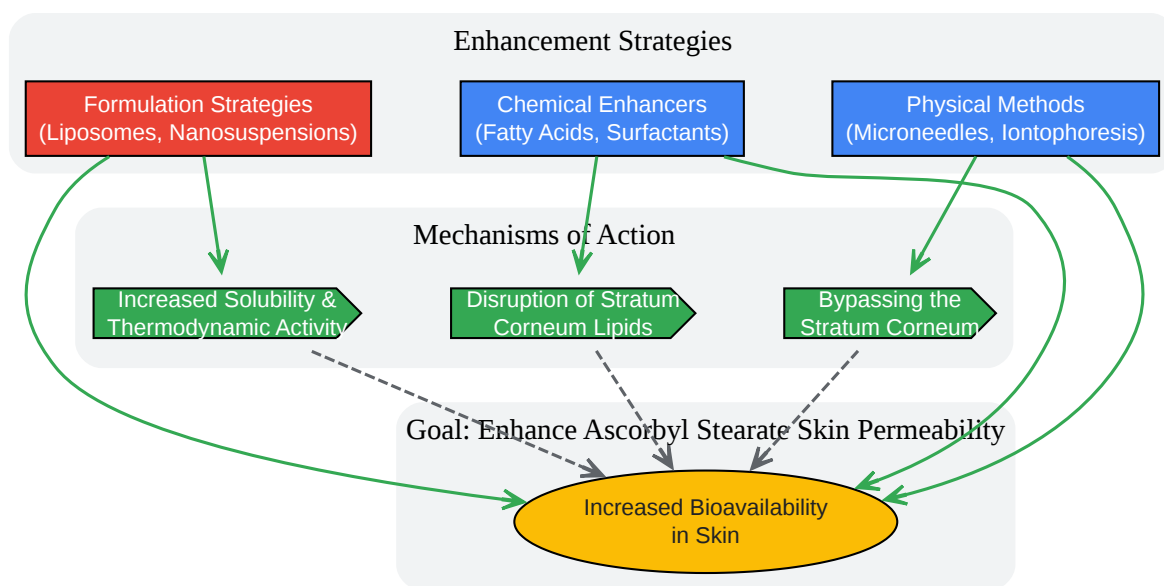 Enhancement Strategies
Formulation Strategies
(Liposomes, Nanosuspensions)
Chemical Enhancers
(Fatty Acids, Surfactants)
Physical Methods
(Microneedles, Iontophoresis)
Mechanisms of Action
Increased Solubility &
Thermodynamic Activity
Disruption of Stratum
Corneum Lipids
Bypassing the
Stratum Corneum
Goal: Enhance Ascorbyl Stearate Skin Permeability
Increased Bioavailability
in Skin